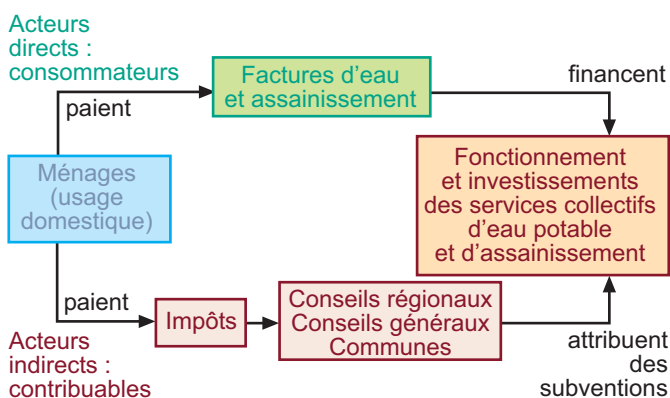 Acteurs
directs :
consommateurs
Factures d’eau
et assainissement
financent
paient
Ménages
(usage
domestique)
Fonctionnement
et investissements
des services collectifs
d’eau potable
et d’assainissement
paient
Impôts
Conseils régionaux
Conseils généraux
Communes
Acteurs
indirects :
contribuables
attribuent
des
subventions